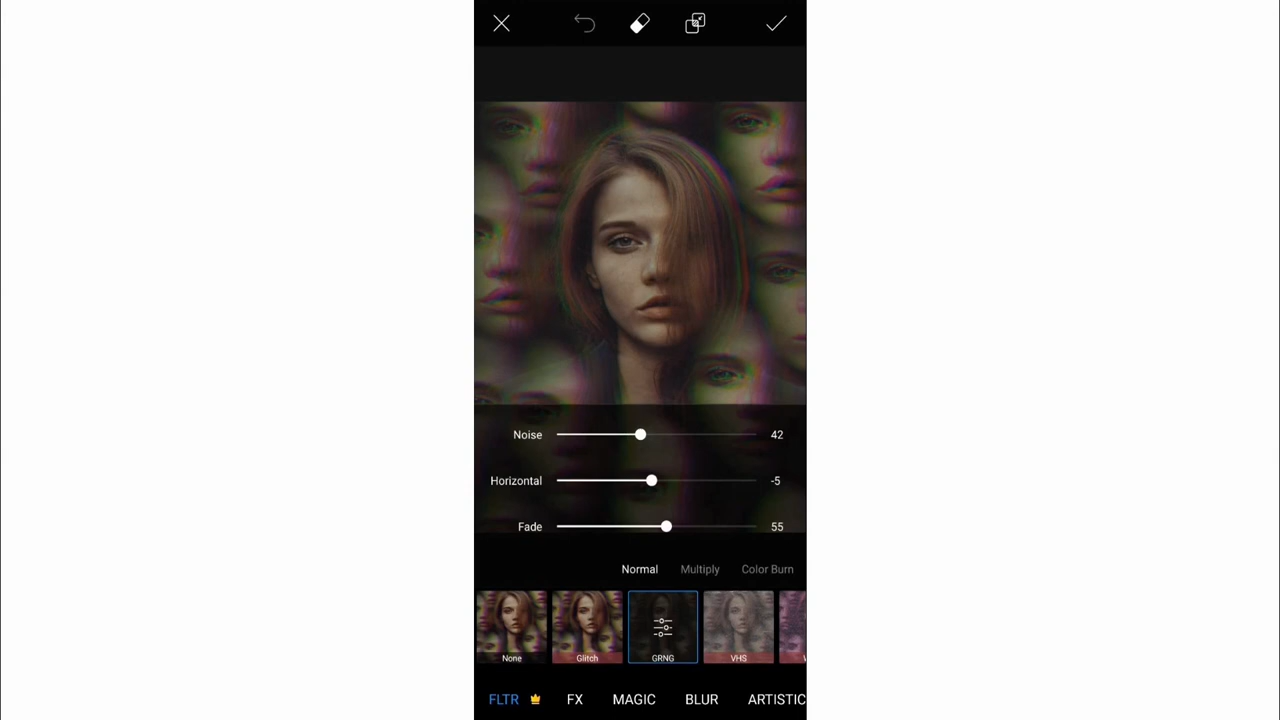 Noise 42
Horizontal -5
Fade 55
Normal Multiply Color Burn
None Glitch GRNG VHS
FLTR FX MAGIC BLUR ARTISTIC